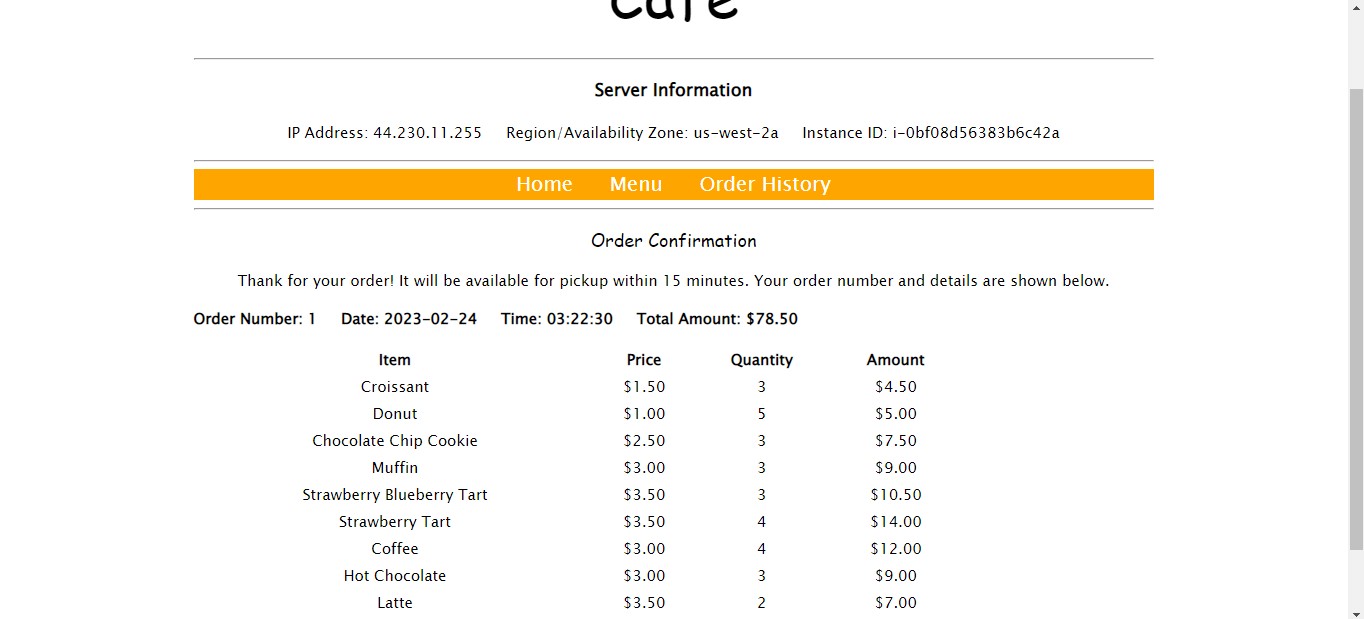 Café
Server Information
IP Address: 44.230.11.255 Region/Availability Zone: us-west-2a Instance ID: i-0bf08d56383b6c42a
Home Menu Order History
Order Confirmation
Thank for your order! It will be available for pickup within 15 minutes. Your order number and details are shown below.
Order Number: 1 Date: 2023-02-24 Time: 03:22:30 Total Amount: $78.50
Item Price Quantity Amount
Croissant $1.50 3 $4.50
Donut $1.00 5 $5.00
Chocolate Chip Cookie $2.50 3 $7.50
Muffin $3.00 3 $9.00
Strawberry Blueberry Tart $3.50 3 $10.50
Strawberry Tart $3.50 4 $14.00
Coffee $3.00 4 $12.00
Hot Chocolate $3.00 3 $9.00
Latte $3.50 2 $7.00